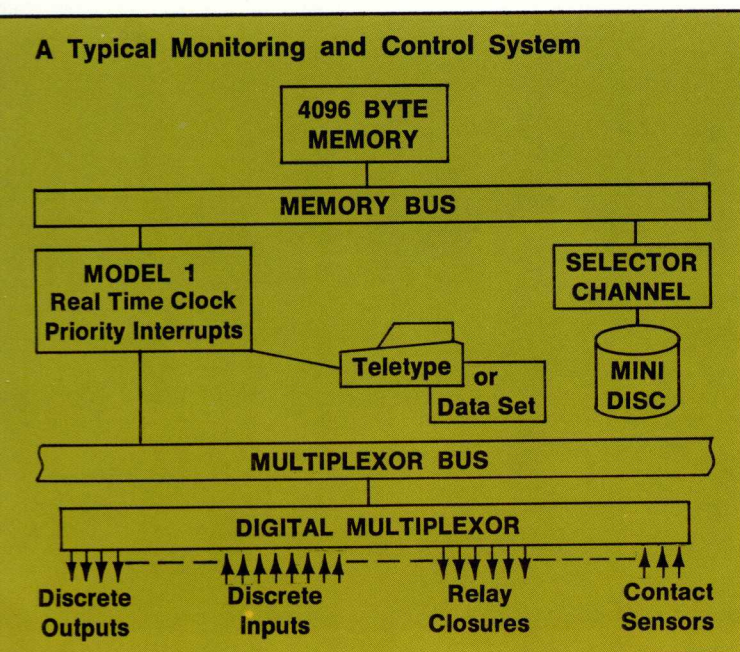 A Typical Monitoring and Control System
4096 BYTE
MEMORY
MEMORY BUS
MODEL 1
Real Time Clock
Priority Interrupts
SELECTOR
CHANNEL
Teletype
or
Data Set
MINI
DISC
MULTIPLEXOR BUS
DIGITAL MULTIPLEXOR
Discrete
Outputs
Discrete
Inputs
Relay
Closures
Contact
Sensors